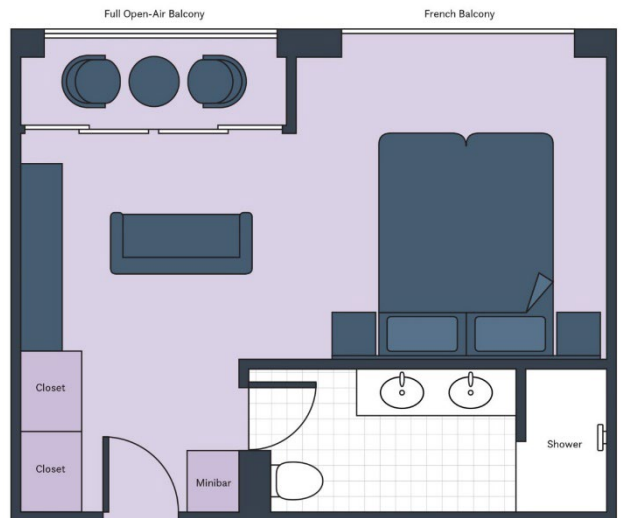 Full Open-Air Balcony
French Balcony
Closet
Closet
Minibar
Shower